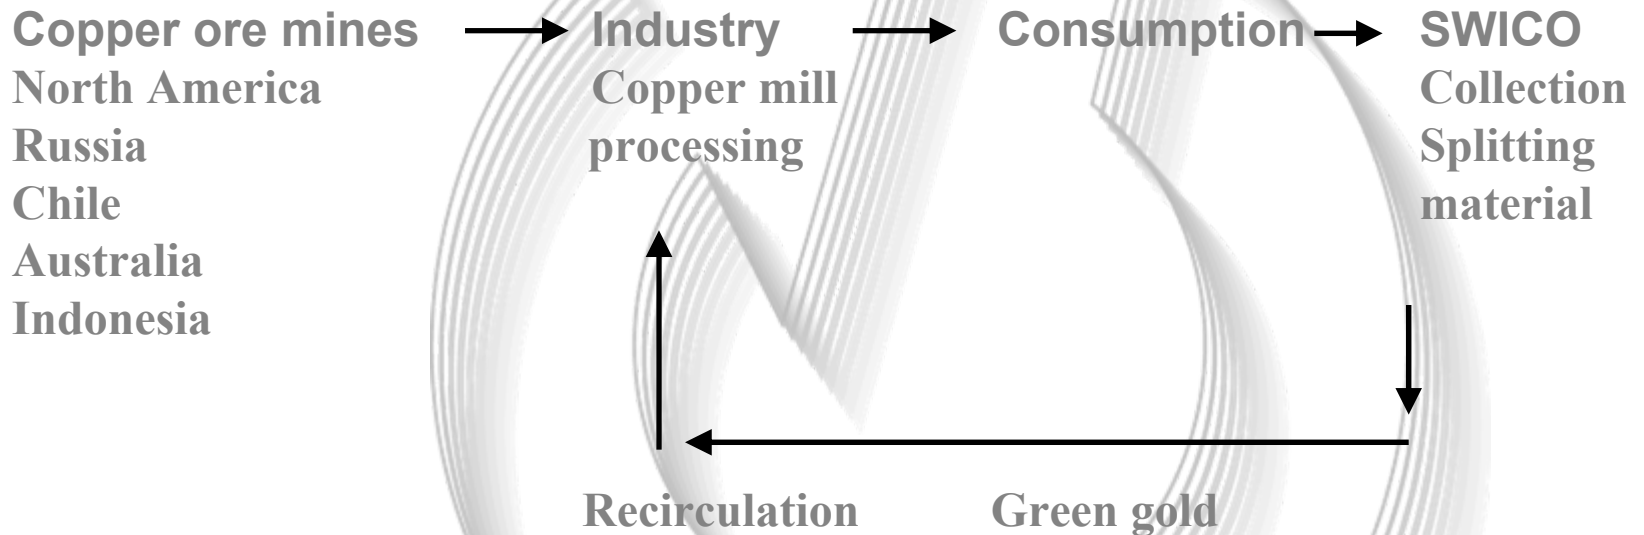 Copper ore mines
North America
Russia
Chile
Australia
Indonesia
Industry
Copper mill
processing
Consumption
SWICO
Collection
Splitting
material
Recirculation
Green gold